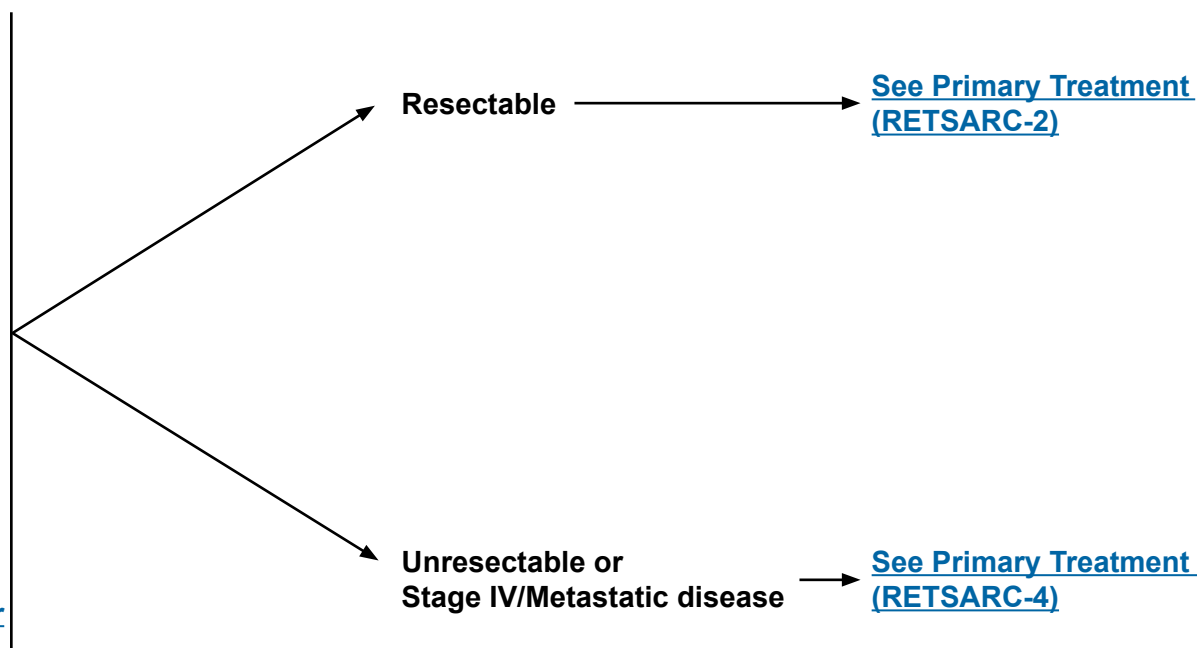 Resectable
See Primary Treatment
(RETSARC-2)
Unresectable or
Stage IV/Metastatic disease
See Primary Treatment
(RETSARC-4)